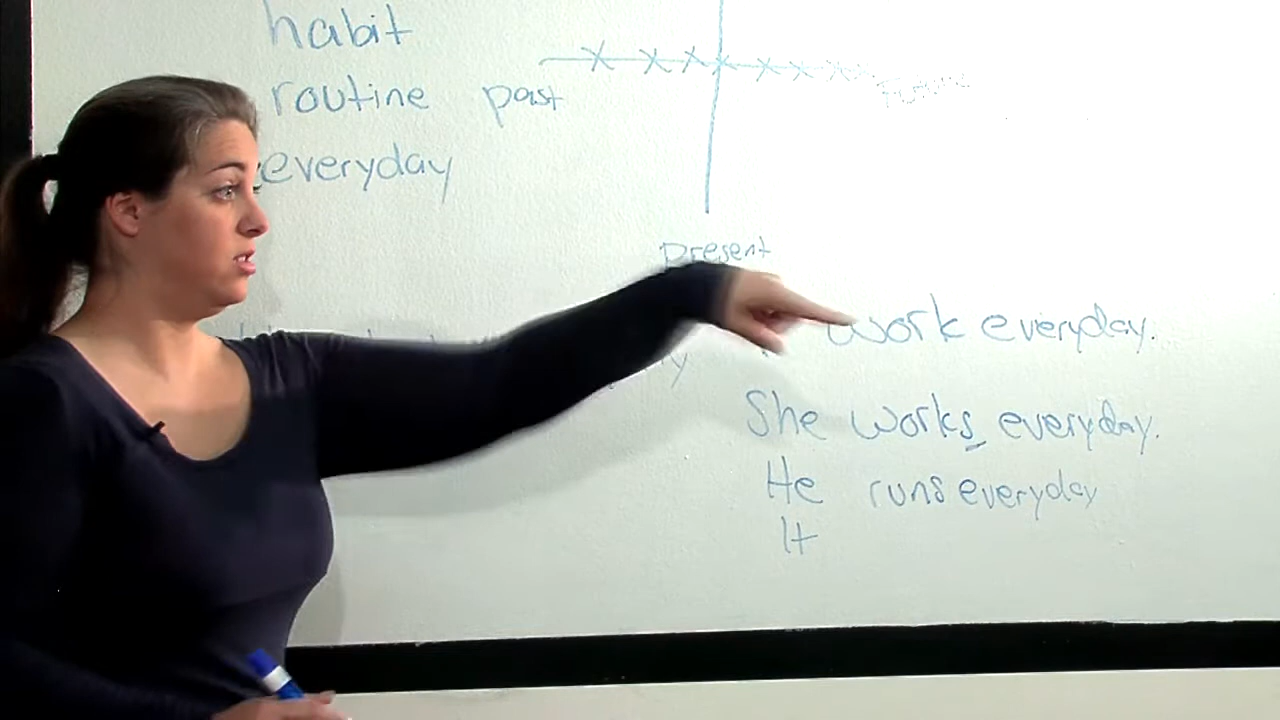 habit
routine
everyday
past
Future
present
work everyday.
She works everyday.
He runs everyday
It